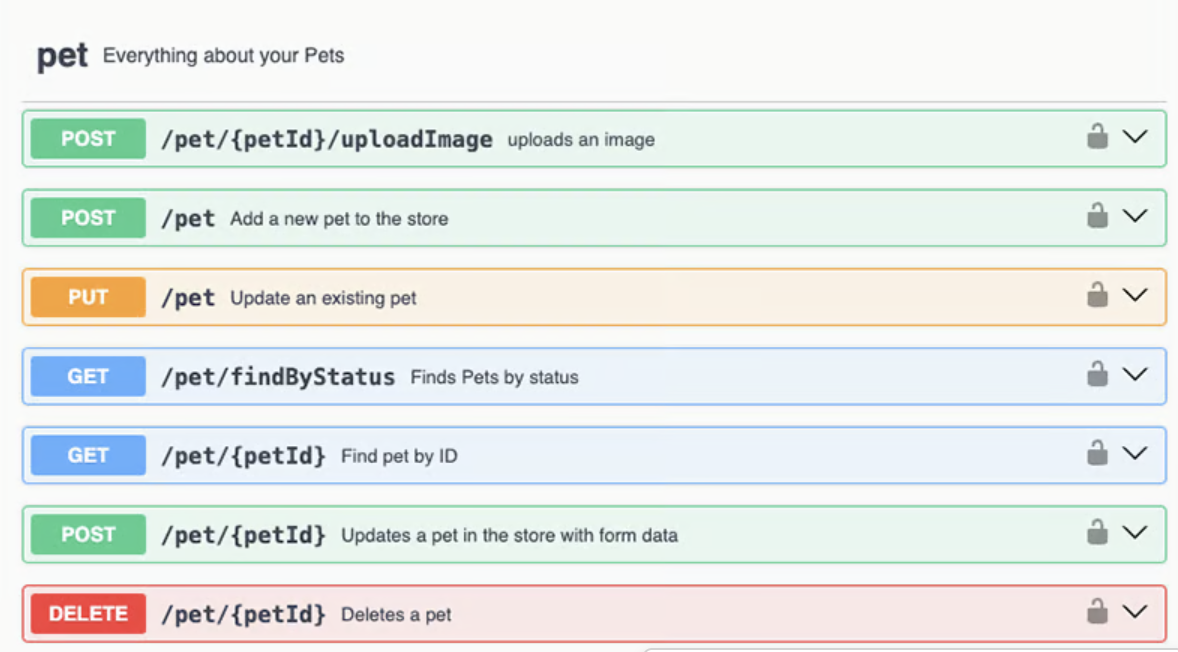 pet Everything about your Pets
POST /pet/{petId}/uploadImage uploads an image
POST /pet Add a new pet to the store
PUT /pet Update an existing pet
GET /pet/findByStatus Finds Pets by status
GET /pet/{petId} Find pet by ID
POST /pet/{petId} Updates a pet in the store with form data
DELETE /pet/{petId} Deletes a pet